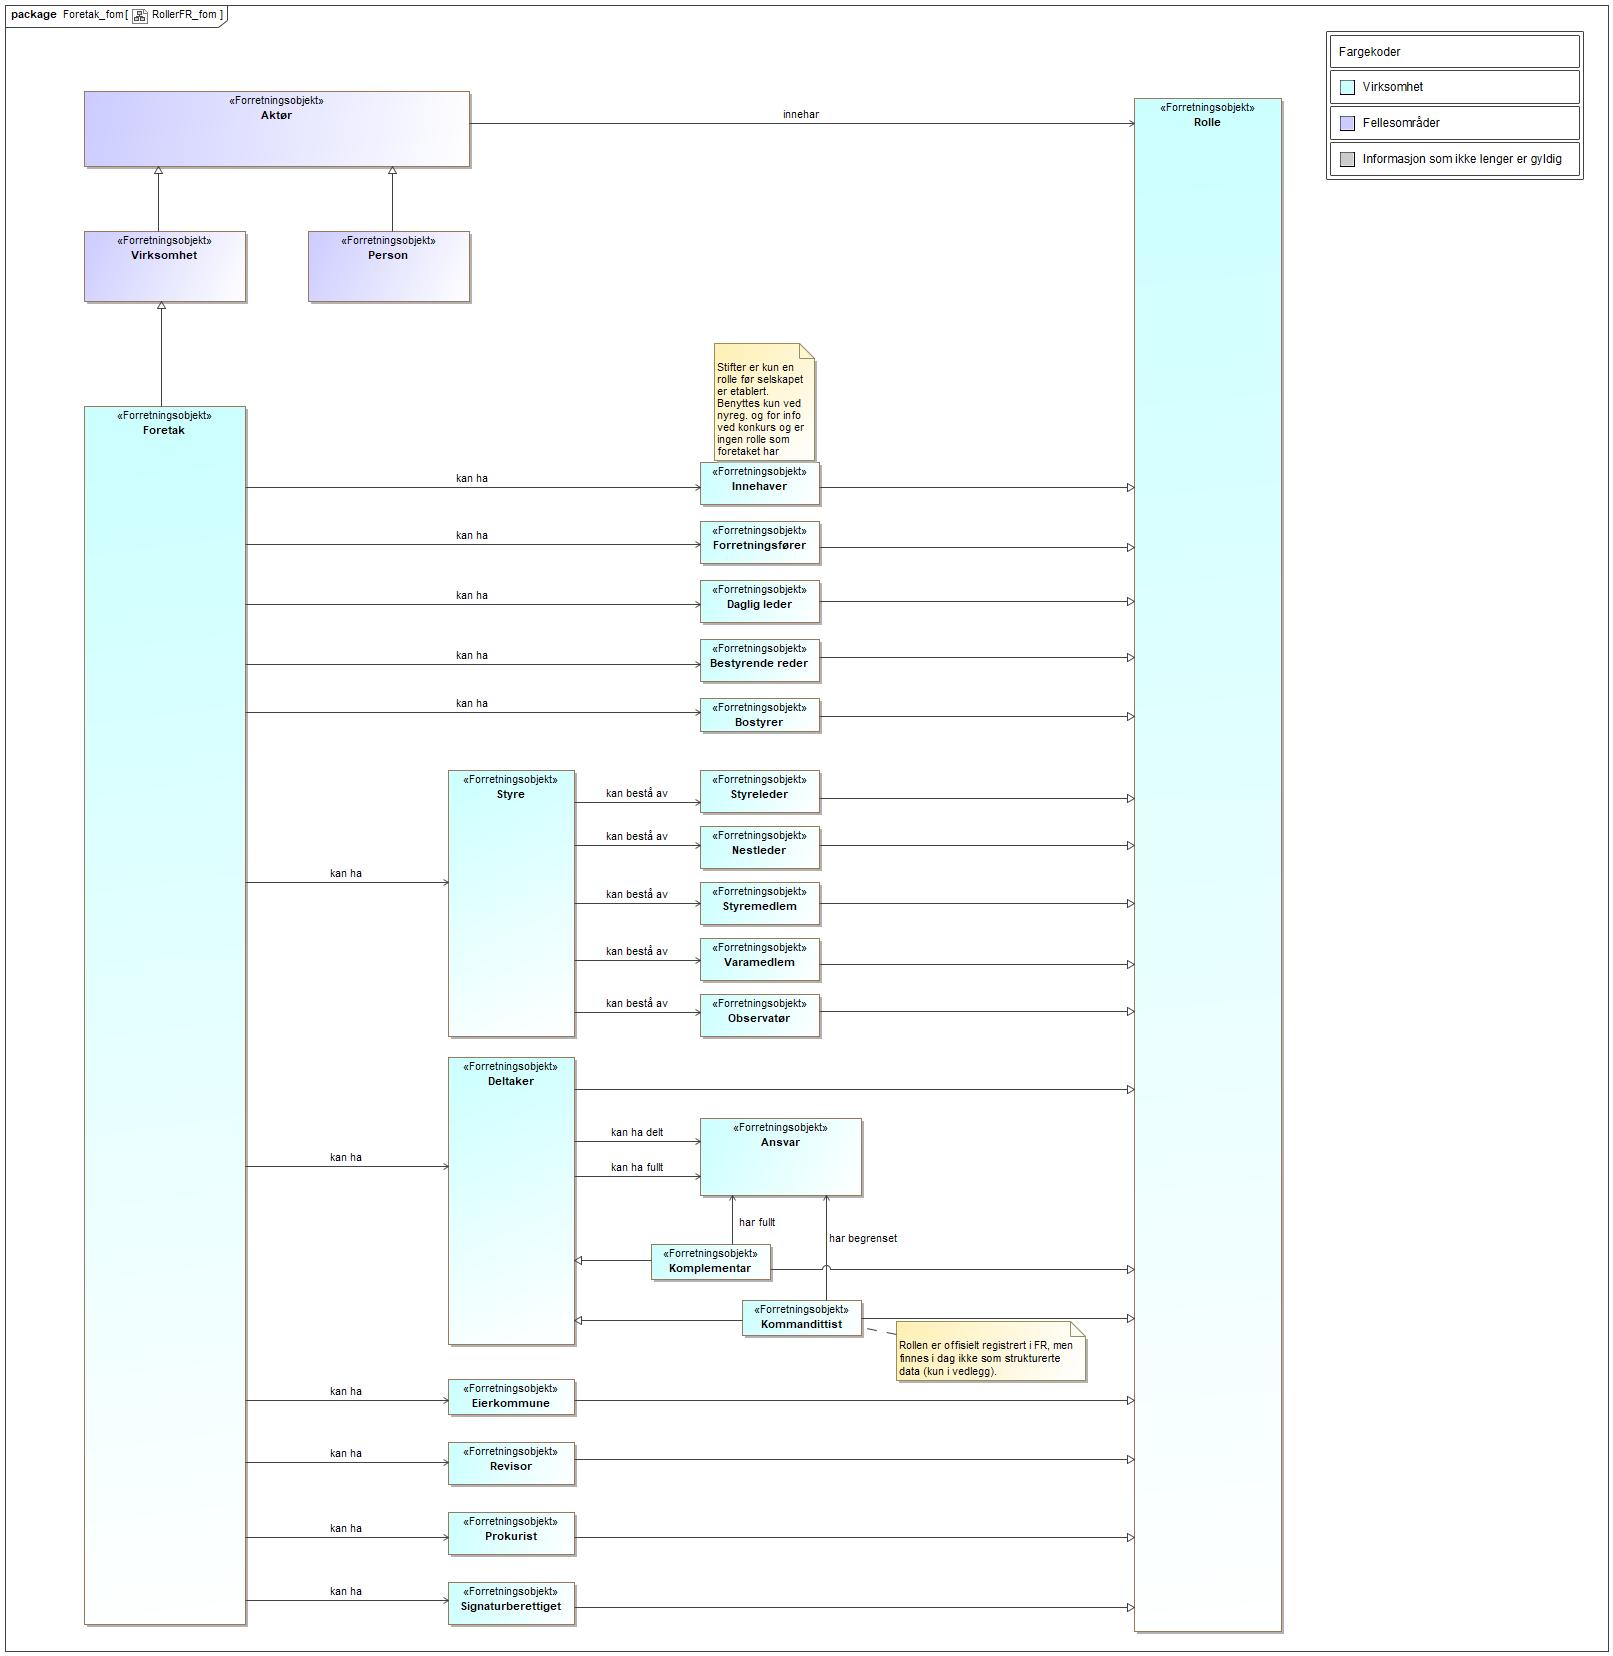 package Foretak_fom[ RollerFR_fom ]
Fargekoder
Virksomhet
Fellesområder
Informasjon som ikke lenger er gyldig
«Forretningsobjekt»
Aktør
innehar
«Forretningsobjekt»
Rolle
«Forretningsobjekt»
Virksomhet
«Forretningsobjekt»
Person
«Forretningsobjekt»
Foretak
Stifter er kun en
rolle før selskapet
er etablert.
Benyttes kun ved
nyreg. og for info
ved konkurs og er
ingen rolle som
foretaket har
kan ha
«Forretningsobjekt»
Innehaver
kan ha
«Forretningsobjekt»
Forretningsfører
kan ha
«Forretningsobjekt»
Daglig leder
kan ha
«Forretningsobjekt»
Bestyrende reder
kan ha
«Forretningsobjekt»
Bostyrer
kan ha
«Forretningsobjekt»
Styre
kan bestå av
«Forretningsobjekt»
Styreleder
kan bestå av
«Forretningsobjekt»
Nestleder
kan bestå av
«Forretningsobjekt»
Styremedlem
kan bestå av
«Forretningsobjekt»
Varamedlem
kan bestå av
«Forretningsobjekt»
Observatør
kan ha
«Forretningsobjekt»
Deltaker
kan ha delt
kan ha fullt
«Forretningsobjekt»
Ansvar
har fullt
har begrenset
«Forretningsobjekt»
Komplementar
«Forretningsobjekt»
Kommandittist
Rollen er offisielt registrert i FR, men
finnes i dag ikke som strukturerte
data (kun i vedlegg).
kan ha
«Forretningsobjekt»
Eierkommune
kan ha
«Forretningsobjekt»
Revisor
kan ha
«Forretningsobjekt»
Prokurist
kan ha
«Forretningsobjekt»
Signaturberettiget